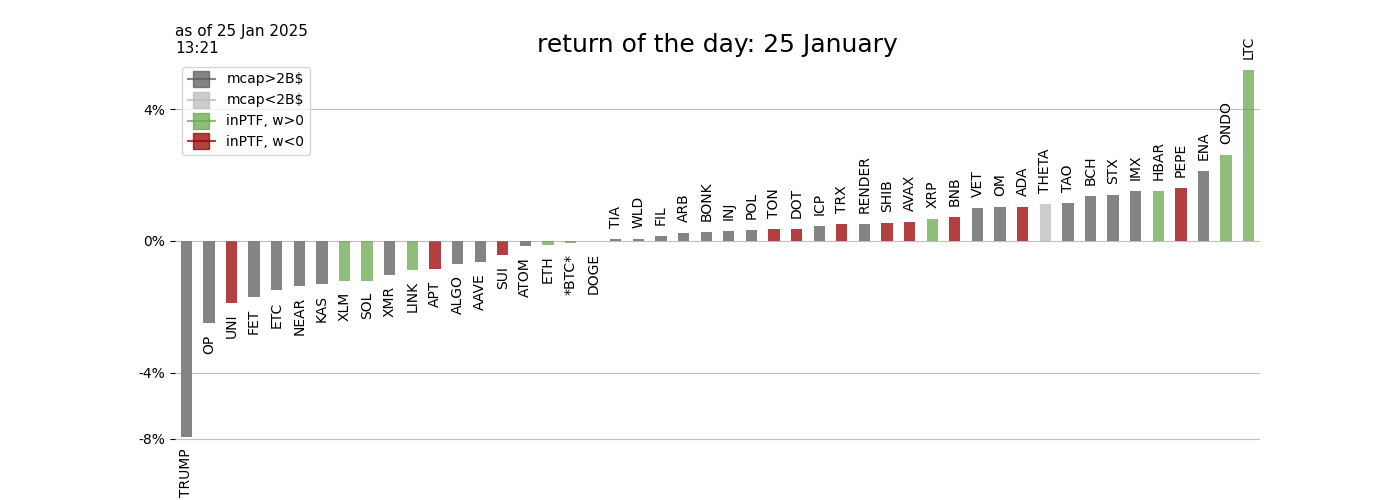 as of 25 Jan 2025
13:21
return of the day: 25 January
mcap>2B$
mcap<2B$
inPTF, w>0
inPTF, w<0
4%
0%
-4%
-8%
TRUMP
OP
UNI
FET
ETC
NEAR
KAS
XLM
SOL
XMR
LINK
APT
ALGO
AAVE
SUI
ATOM
ETH
*BTC*
DOGE
TIA
WLD
FIL
ARB
BONK
INJ
POL
TON
DOT
ICP
TRX
RENDER
SHIB
AVAX
XRP
BNB
VET
OM
ADA
THETA
TAO
BCH
STX
IMX
HBAR
PEPE
ENA
ONDO
LTC